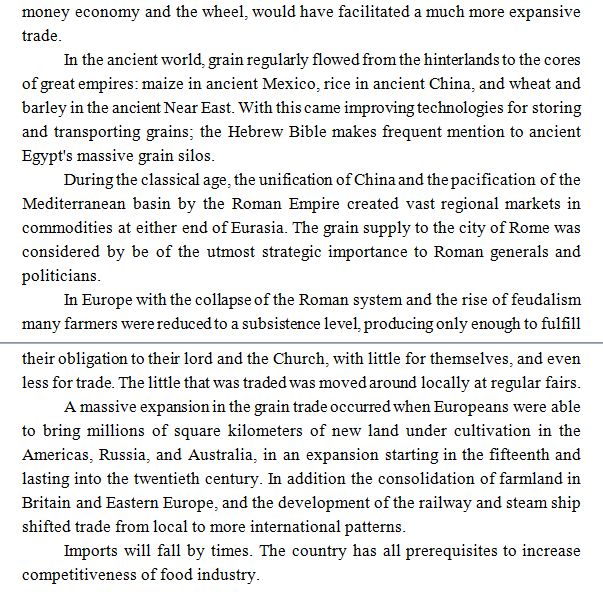 money economy and the wheel, would have facilitated a much more expansive
trade.
In the ancient world, grain regularly flowed from the hinterlands to the cores
of great empires: maize in ancient Mexico, rice in ancient China, and wheat and
barley in the ancient Near East. With this came improving technologies for storing
and transporting grains; the Hebrew Bible makes frequent mention to ancient
Egypt's massive grain silos.
During the classical age, the unification of China and the pacification of the
Mediterranean basin by the Roman Empire created vast regional markets in
commodities at either end of Eurasia. The grain supply to the city of Rome was
considered by be of the utmost strategic importance to Roman generals and
politicians.
In Europe with the collapse of the Roman system and the rise of feudalism
many farmers were reduced to a subsistence level, producing only enough to fulfill
their obligation to their lord and the Church, with little for themselves, and even
less for trade. The little that was traded was moved around locally at regular fairs.
A massive expansion in the grain trade occurred when Europeans were able
to bring millions of square kilometers of new land under cultivation in the
Americas, Russia, and Australia, in an expansion starting in the fifteenth and
lasting into the twentieth century. In addition the consolidation of farmland in
Britain and Eastern Europe, and the development of the railway and steam ship
shifted trade from local to more international patterns.
Imports will fall by times. The country has all prerequisites to increase
competitiveness of food industry.